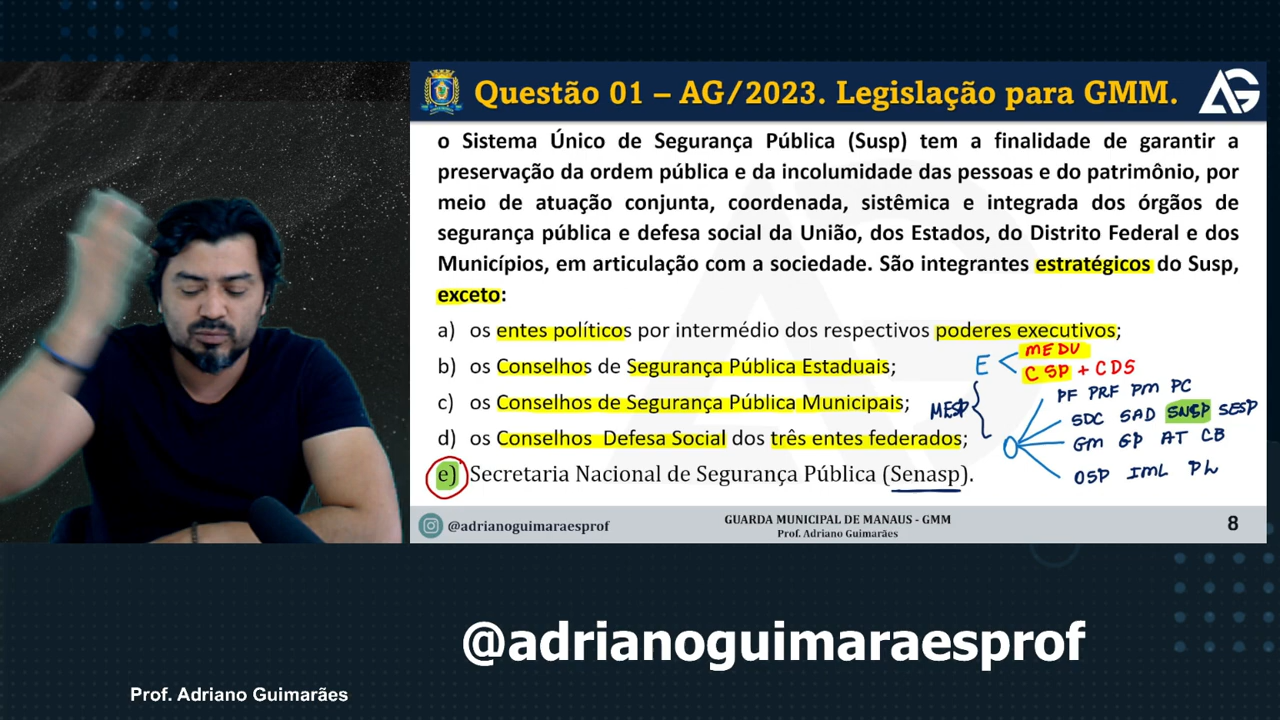 Questão 01 – AG/2023. Legislação para GMM.
AG
o Sistema Único de Segurança Pública (Susp) tem a finalidade de garantir a
preservação da ordem pública e da incolumidade das pessoas e do patrimônio, por
meio de atuação conjunta, coordenada, sistêmica e integrada dos órgãos de
segurança pública e defesa social da União, dos Estados, do Distrito Federal e dos
Municípios, em articulação com a sociedade. São integrantes estratégicos do Susp,
exceto:
a) os entes políticos por intermédio dos respectivos poderes executivos;
b) os Conselhos de Segurança Pública Estaduais;
c) os Conselhos de Segurança Pública Municipais;
d) os Conselhos Defesa Social dos três entes federados;
e) Secretaria Nacional de Segurança Pública (Senasp).
E < MEDU
CSP + CDS
MESP
O
PF PRF PM PC
SDC SAD SNSP SESP
GM GP AT CB
OSP IML PL
@adrianoguimaraesprof
GUARDA MUNICIPAL DE MANAUS - GMM
Prof. Adriano Guimarães
8
@adrianoguimaraesprof
Prof. Adriano Guimarães